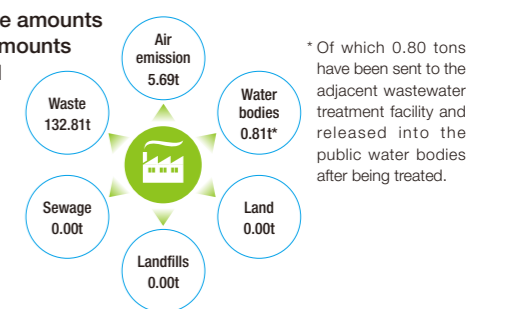 e amounts
mounts
Air
emission
5.69t
Water
bodies
0.81t*
Land
0.00t
Landfills
0.00t
Sewage
0.00t
Waste
132.81t
* Of which 0.80 tons
have been sent to the
adjacent wastewater
treatment facility and
released into the
public water bodies
after being treated.